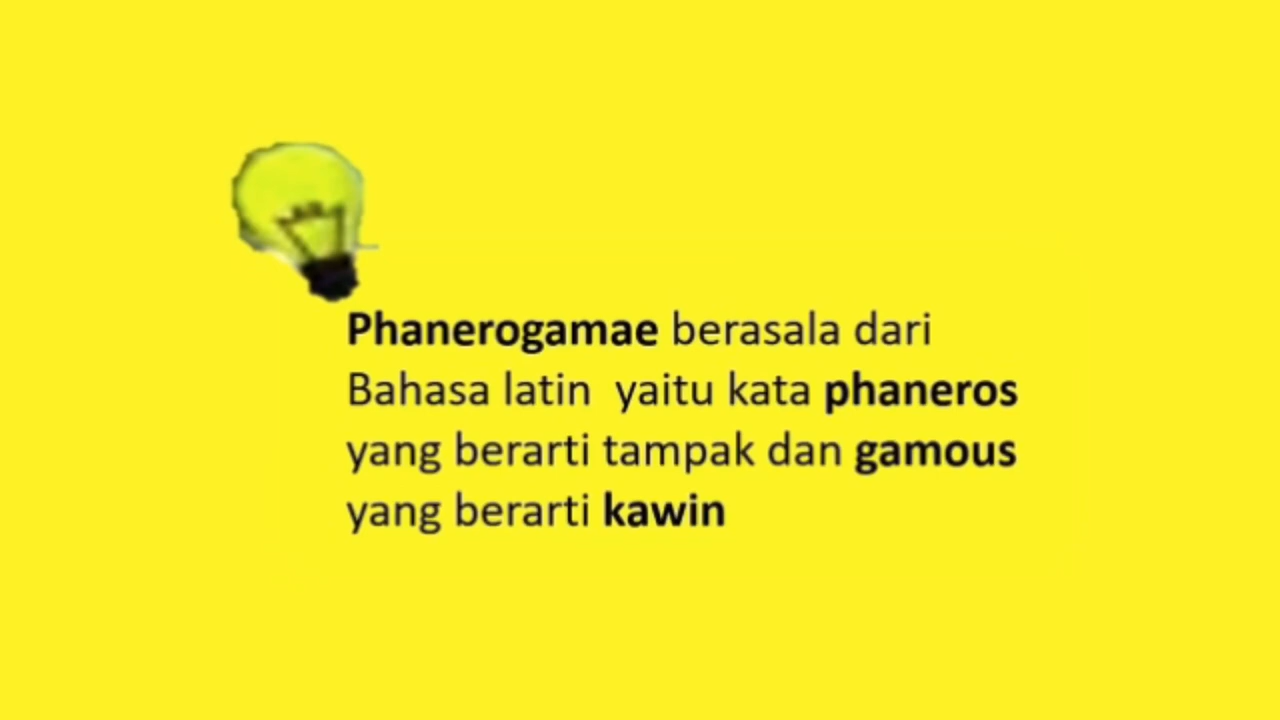 Phanerogamae berasala dari
Bahasa latin  yaitu kata phaneros
yang berarti tampak dan gamous
yang berarti kawin